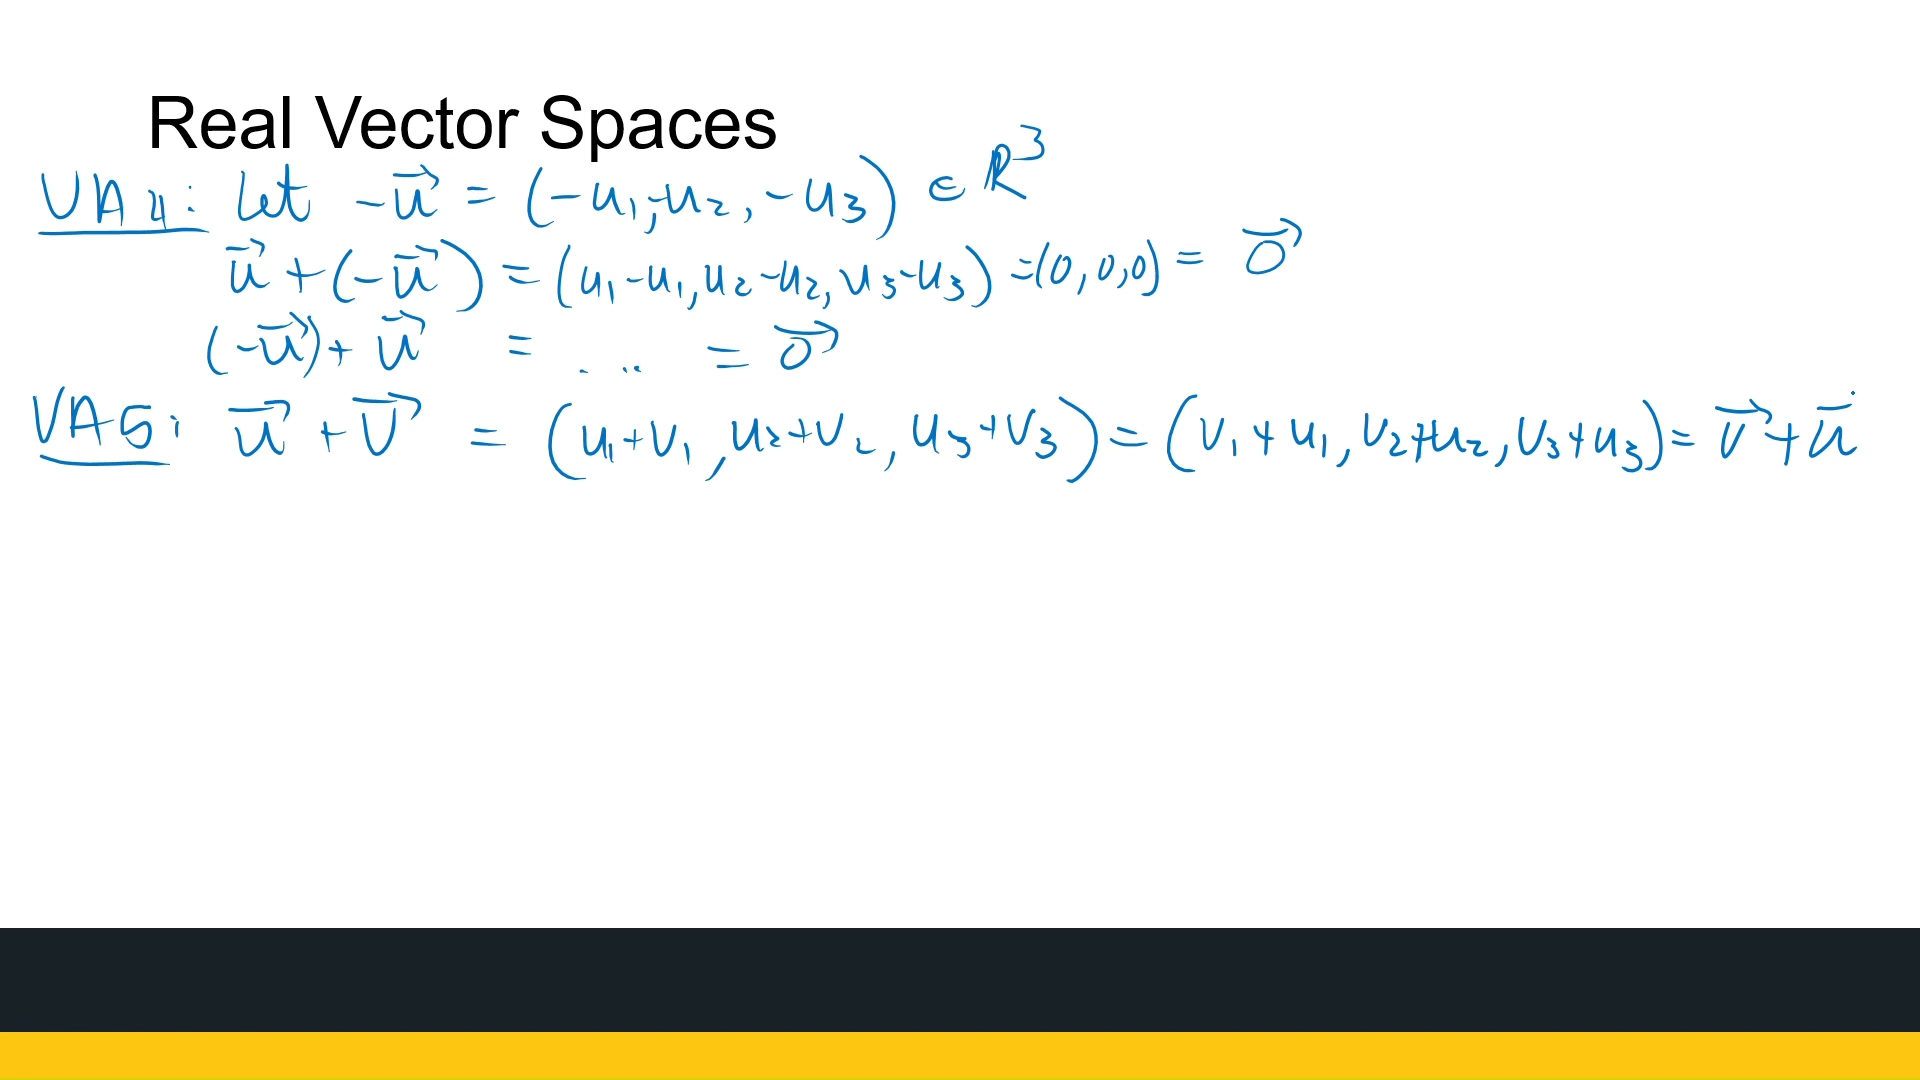 Real Vector Spaces
VA4: Let -u⃗ = (-u₁, -u₂, -u₃) ∈ ℝ³
u⃗ + (-u⃗) = (u₁-u₁, u₂-u₂, u₃-u₃) = (0, 0, 0) = 0⃗
(-u⃗) + u⃗ = .... = 0⃗
VA5: u⃗ + v⃗ = (u₁+v₁, u₂+v₂, u₃+v₃) = (v₁+u₁, v₂+u₂, v₃+u₃) = v⃗ + u⃗